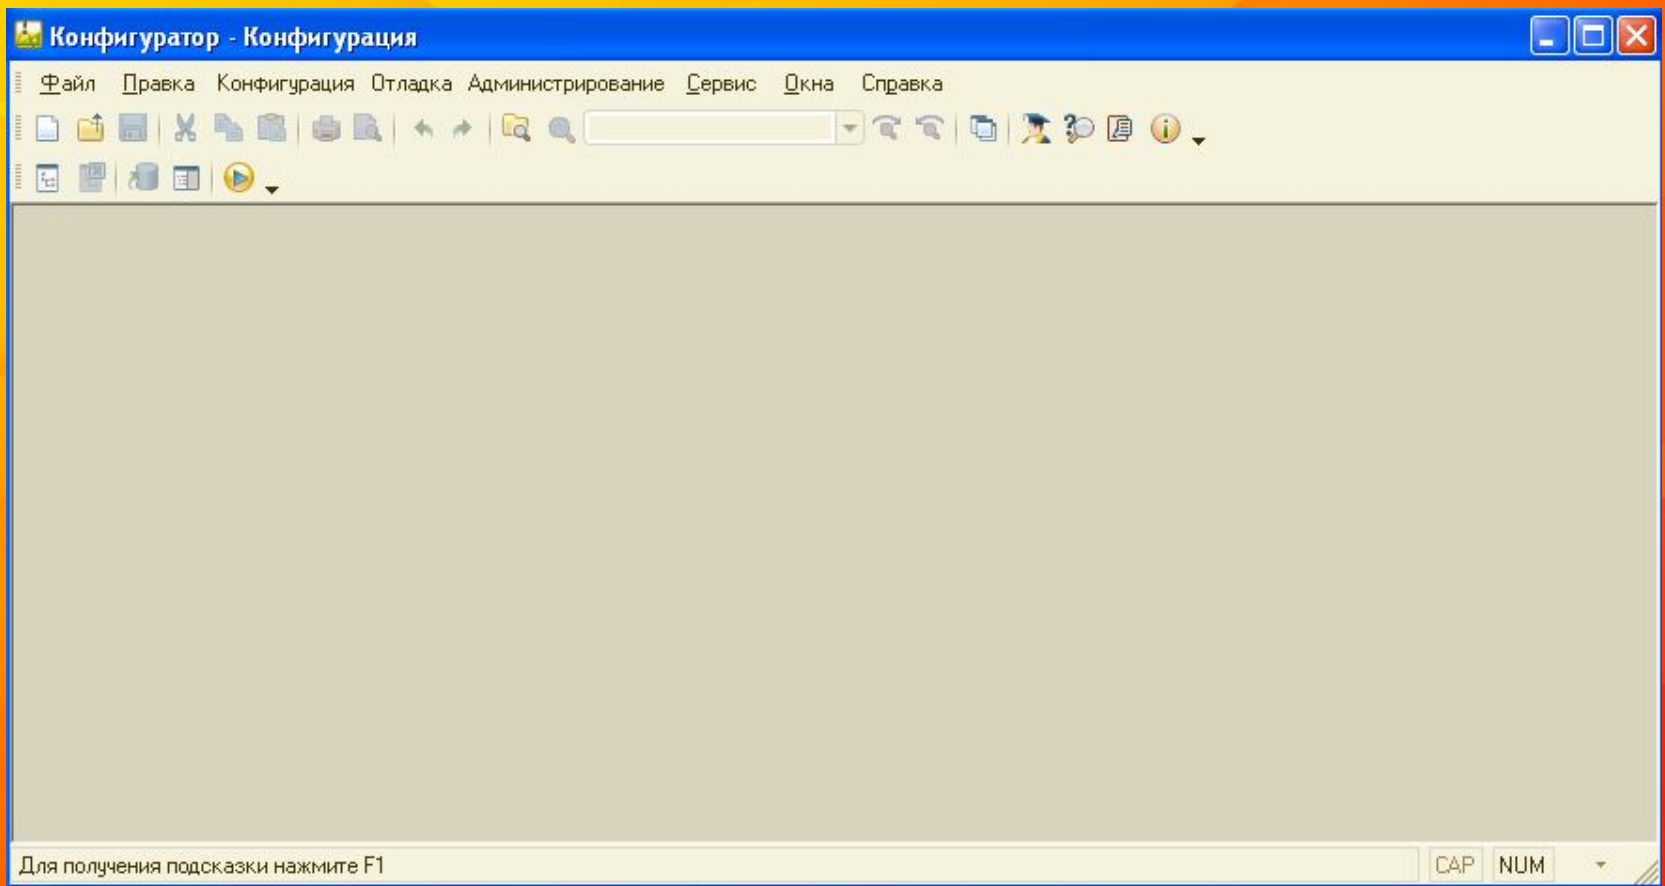 Конфигуратор - Конфигурация
Файл Правка Конфигурация Отладка Администрирование Сервис Окна Справка
Для получения подсказки нажмите F1 CAP NUM